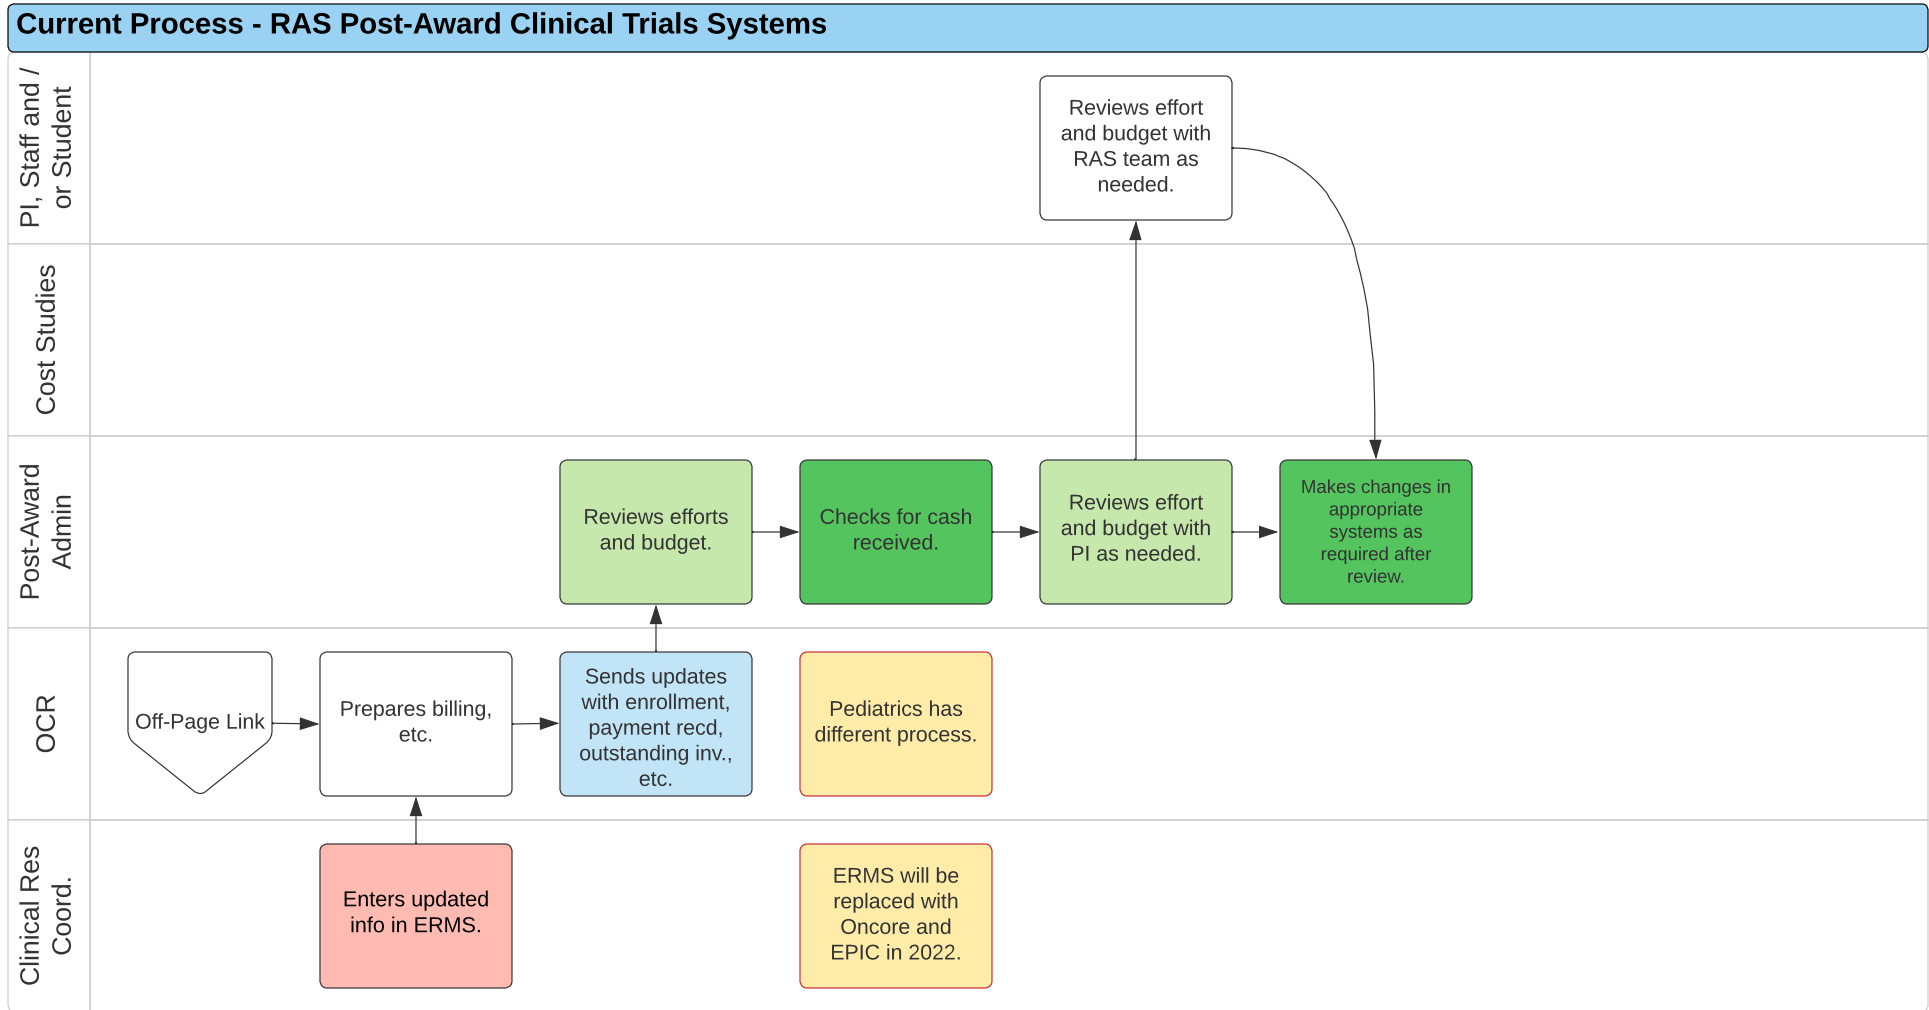 Current Process - RAS Post-Award Clinical Trials Systems
PI, Staff and /
or Student
Reviews effort
and budget with
RAS team as
needed.
Cost Studies
Post-Award
Admin
Reviews efforts
and budget.
Checks for cash
received.
Reviews effort
and budget with
PI as needed.
Makes changes in
appropriate
systems as
required after
review.
OCR
Off-Page Link
Prepares billing,
etc.
Sends updates
with enrollment,
payment recd,
outstanding inv.,
etc.
Pediatrics has
different process.
Clinical Res
Coord.
Enters updated
info in ERMS.
ERMS will be
replaced with
Oncore and
EPIC in 2022.